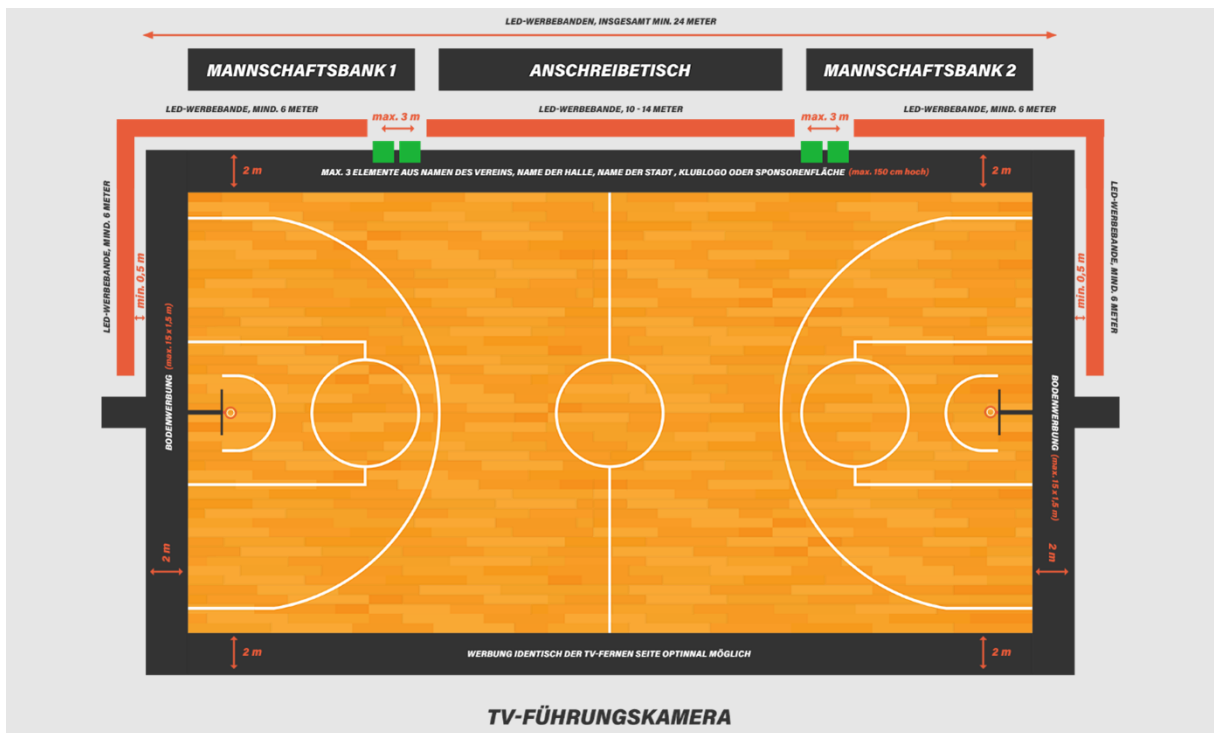 LED-WERBEBANDEN, INSGESAMT MIN. 24 METER
MANNSCHAFTSBANK 1
ANSCHREIBETISCH
MANNSCHAFTSBANK 2
LED-WERBEBANDE, MIND. 6 METER
LED-WERBEBANDE, 10 - 14 METER
LED-WERBEBANDE, MIND. 6 METER
max. 3 m
max. 3 m
2 m
MAX. 3 ELEMENTE AUS NAMEN DES VEREINS, NAME DER HALLE, NAME DER STADT , KLUBLOGO ODER SPONSORENFLÄCHE (max. 150 cm hoch)
2 m
LED-WERBEBANDE, MIND. 6 METER
min. 0,5 m
BODENWERBUNG (max. 15 x 1,5 m)
min. 0,5 m
LED-WERBEBANDE, MIND. 6 METER
BODENWERBUNG (max. 15 x 1,5 m)
2 m
2 m
2 m
WERBUNG IDENTISCH DER TV-FERNEN SEITE OPTINNAL MÖGLICH
2 m
TV-FÜHRUNGSKAMERA